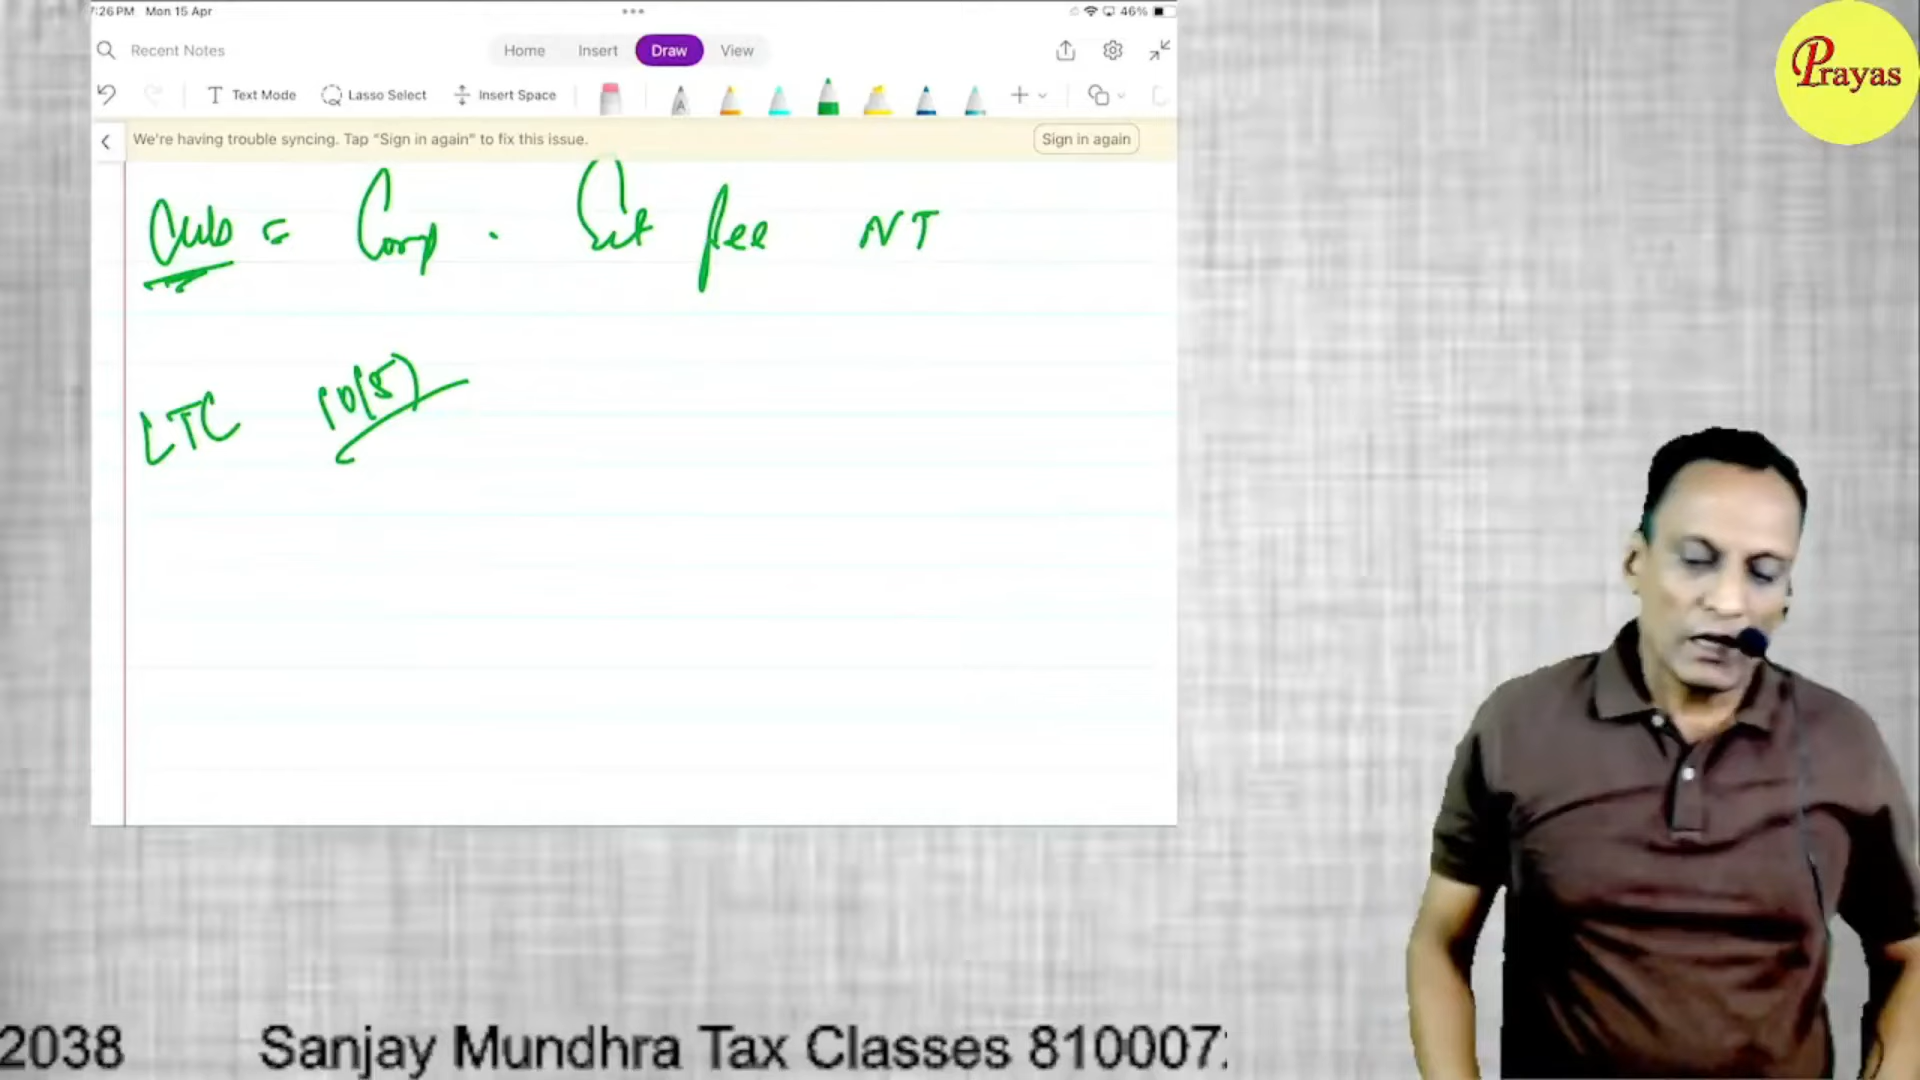 7:26 PM Mon 15 Apr 46%
Recent Notes Home Insert Draw View
Text Mode Lasso Select Insert Space
We're having trouble syncing. Tap "Sign in again" to fix this issue. Sign in again
Club = Corp . Ent fee NT
LTC 10(5)
Prayas
2038 Sanjay Mundhra Tax Classes 810007